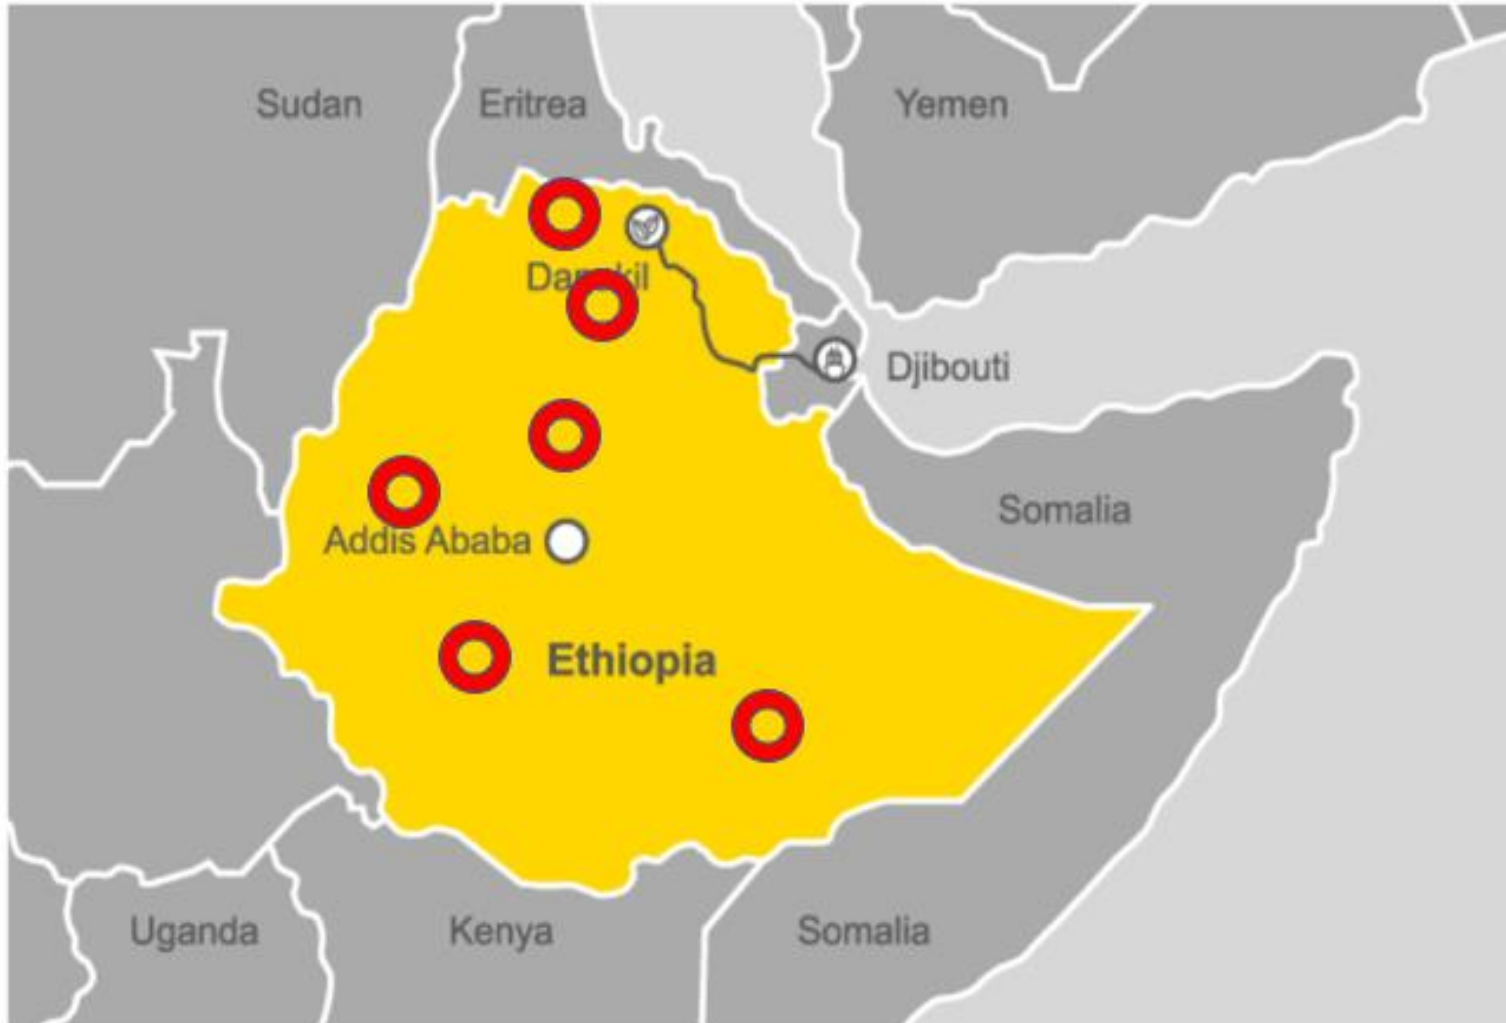 Sudan
Eritrea
Yemen
Djibouti
Somalia
Addis Ababa
Ethiopia
Uganda
Kenya
Somalia